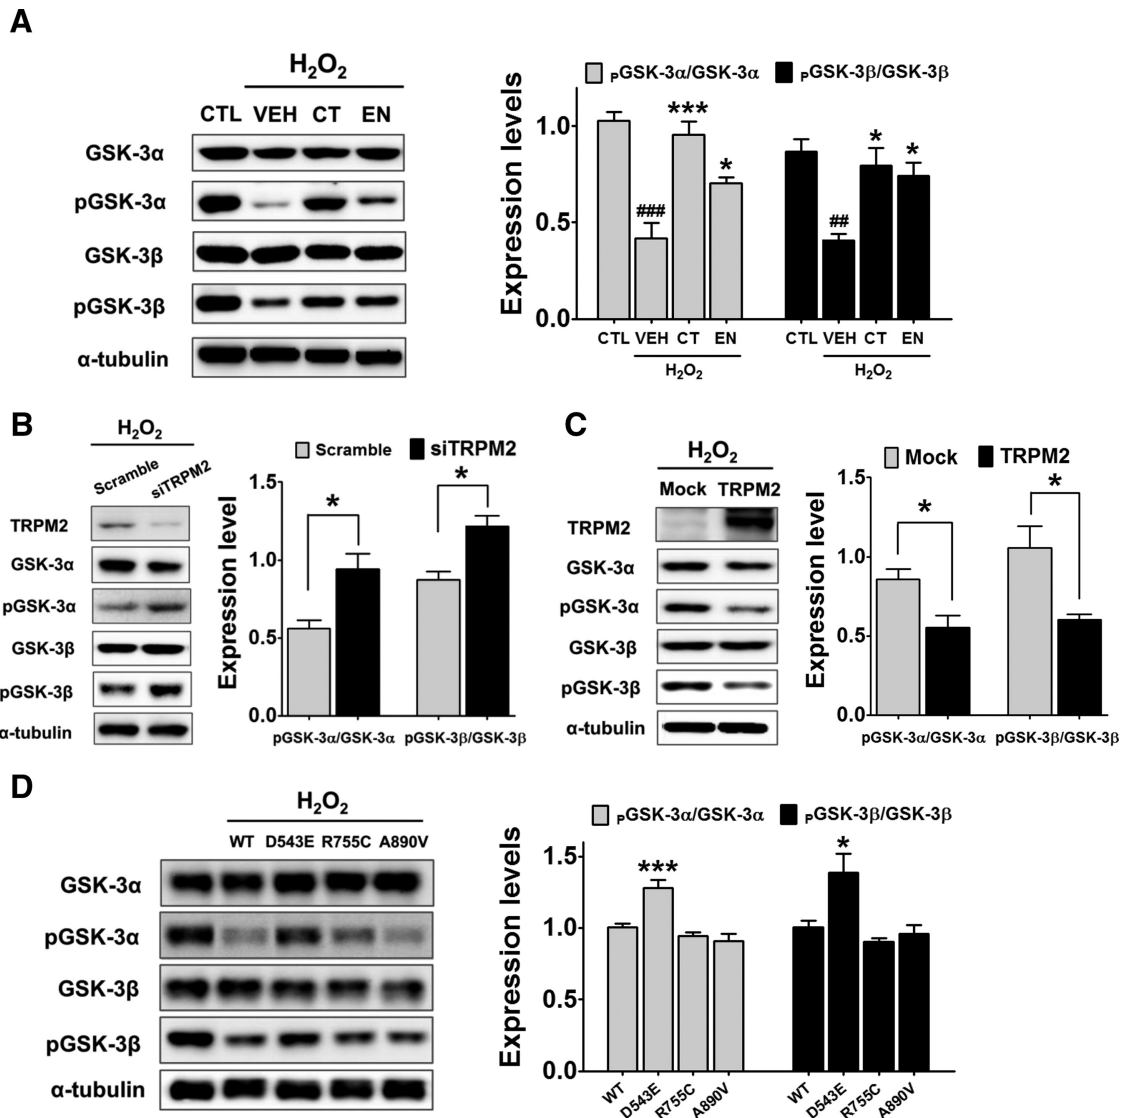 A
H₂O₂
CTL VEH CT EN
GSK-3α
pGSK-3α
GSK-3β
pGSK-3β
α-tubulin
pGSK-3α/GSK-3α pGSK-3β/GSK-3β
Expression levels
1.0
0.5
0.0
### *** * ## * *
CTL VEH CT EN CTL VEH CT EN
H₂O₂ H₂O₂
B
H₂O₂
Scramble siTRPM2
TRPM2
GSK-3α
pGSK-3α
GSK-3β
pGSK-3β
α-tubulin
Scramble siTRPM2
Expression level
1.5
1.0
0.5
0.0
* *
pGSK-3α/GSK-3α pGSK-3β/GSK-3β
C
H₂O₂
Mock TRPM2
TRPM2
GSK-3α
pGSK-3α
GSK-3β
pGSK-3β
α-tubulin
Mock TRPM2
Expression level
1.5
1.0
0.5
0.0
* *
pGSK-3α/GSK-3α pGSK-3β/GSK-3β
D
H₂O₂
WT D543E R755C A890V
GSK-3α
pGSK-3α
GSK-3β
pGSK-3β
α-tubulin
pGSK-3α/GSK-3α pGSK-3β/GSK-3β
Expression levels
1.5
1.0
0.5
0.0
*** *
WT D543E R755C A890V WT D543E R755C A890V